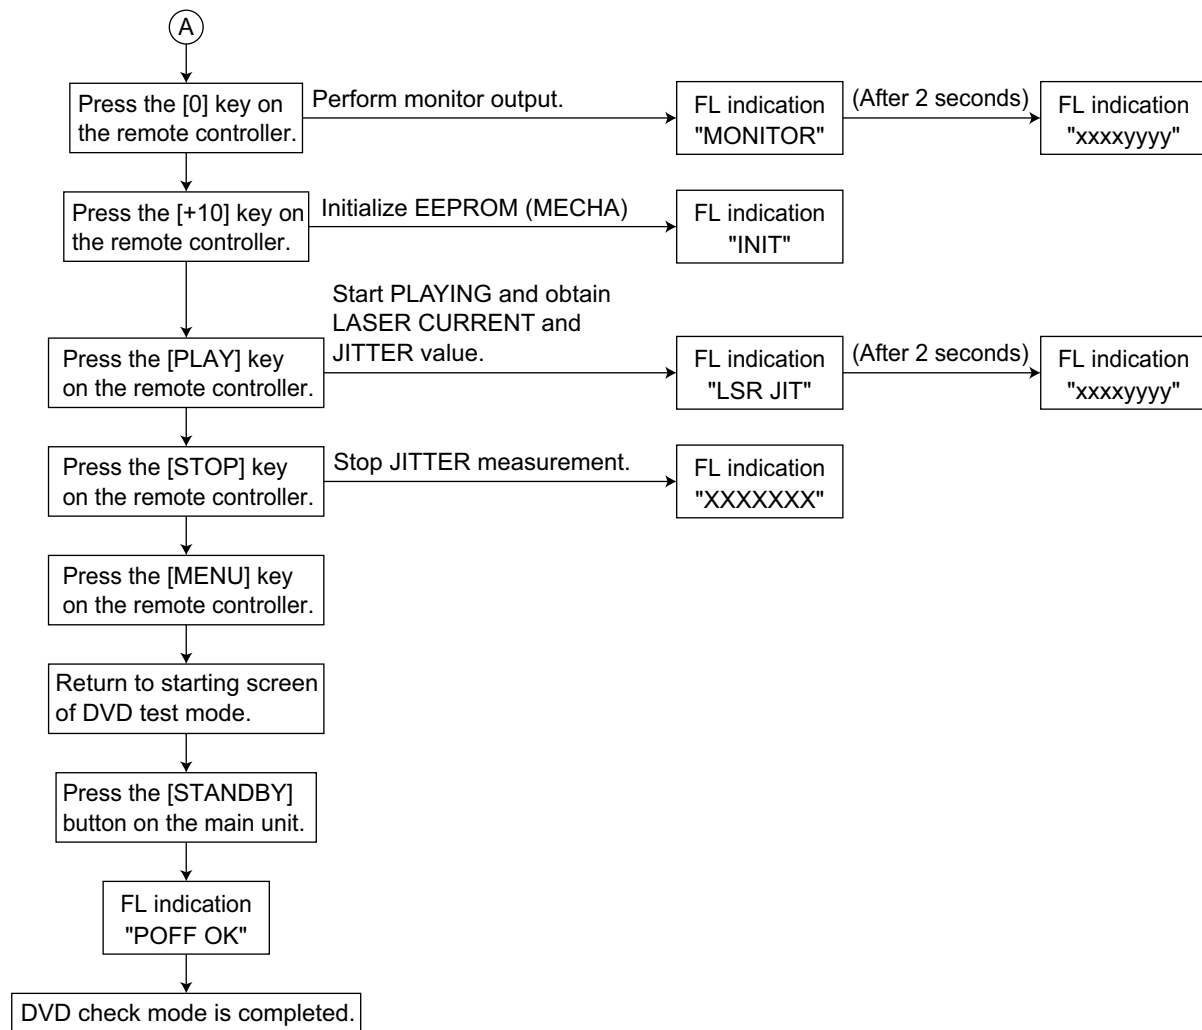 A
Press the [0] key on
the remote controller.
Perform monitor output.
FL indication
"MONITOR"
(After 2 seconds)
FL indication
"xxxxyyyy"
Press the [+10] key on
the remote controller.
Initialize EEPROM (MECHA)
FL indication
"INIT"
Start PLAYING and obtain
LASER CURRENT and
JITTER value.
Press the [PLAY] key
on the remote controller.
FL indication
"LSR JIT"
(After 2 seconds)
FL indication
"xxxxyyyy"
Press the [STOP] key
on the remote controller.
Stop JITTER measurement.
FL indication
"XXXXXXX"
Press the [MENU] key
on the remote controller.
Return to starting screen
of DVD test mode.
Press the [STANDBY]
button on the main unit.
FL indication
"POFF OK"
DVD check mode is completed.